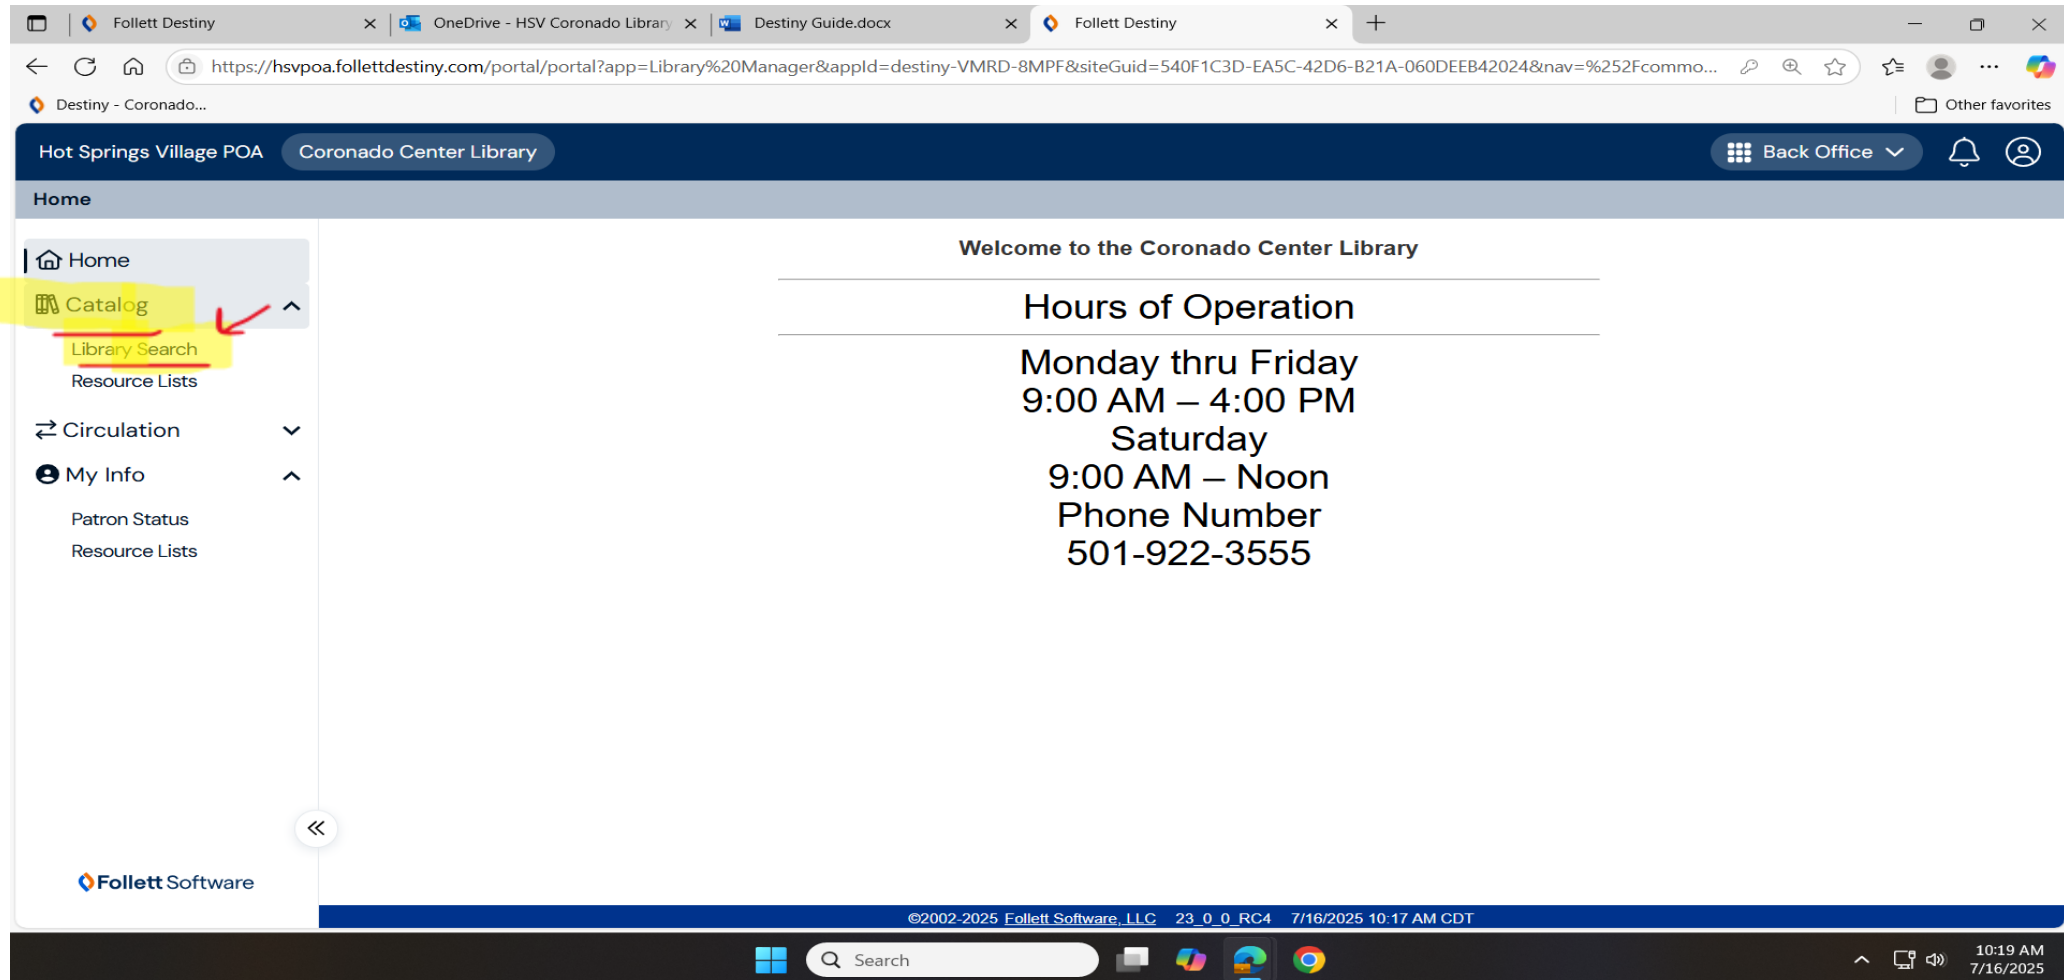 Follett Destiny
OneDrive - HSV Coronado Library
Destiny Guide.docx
Follett Destiny
https://hsvpoa.follettdestiny.com/portal/portal?app=Library%20Manager&appId=destiny-VMRD-8MPF&siteGuid=540F1C3D-EA5C-42D6-B21A-060DEEB42024&nav=%252Fcommo...
Destiny - Coronado...
Other favorites
Hot Springs Village POA
Coronado Center Library
Back Office
Home
Home
Catalog
Library Search
Resource Lists
Circulation
My Info
Patron Status
Resource Lists
Follett Software
Welcome to the Coronado Center Library
Hours of Operation
Monday thru Friday
9:00 AM – 4:00 PM
Saturday
9:00 AM – Noon
Phone Number
501-922-3555
©2002-2025 Follett Software, LLC 23_0_0_RC4 7/16/2025 10:17 AM CDT
Search
10:19 AM
7/16/2025